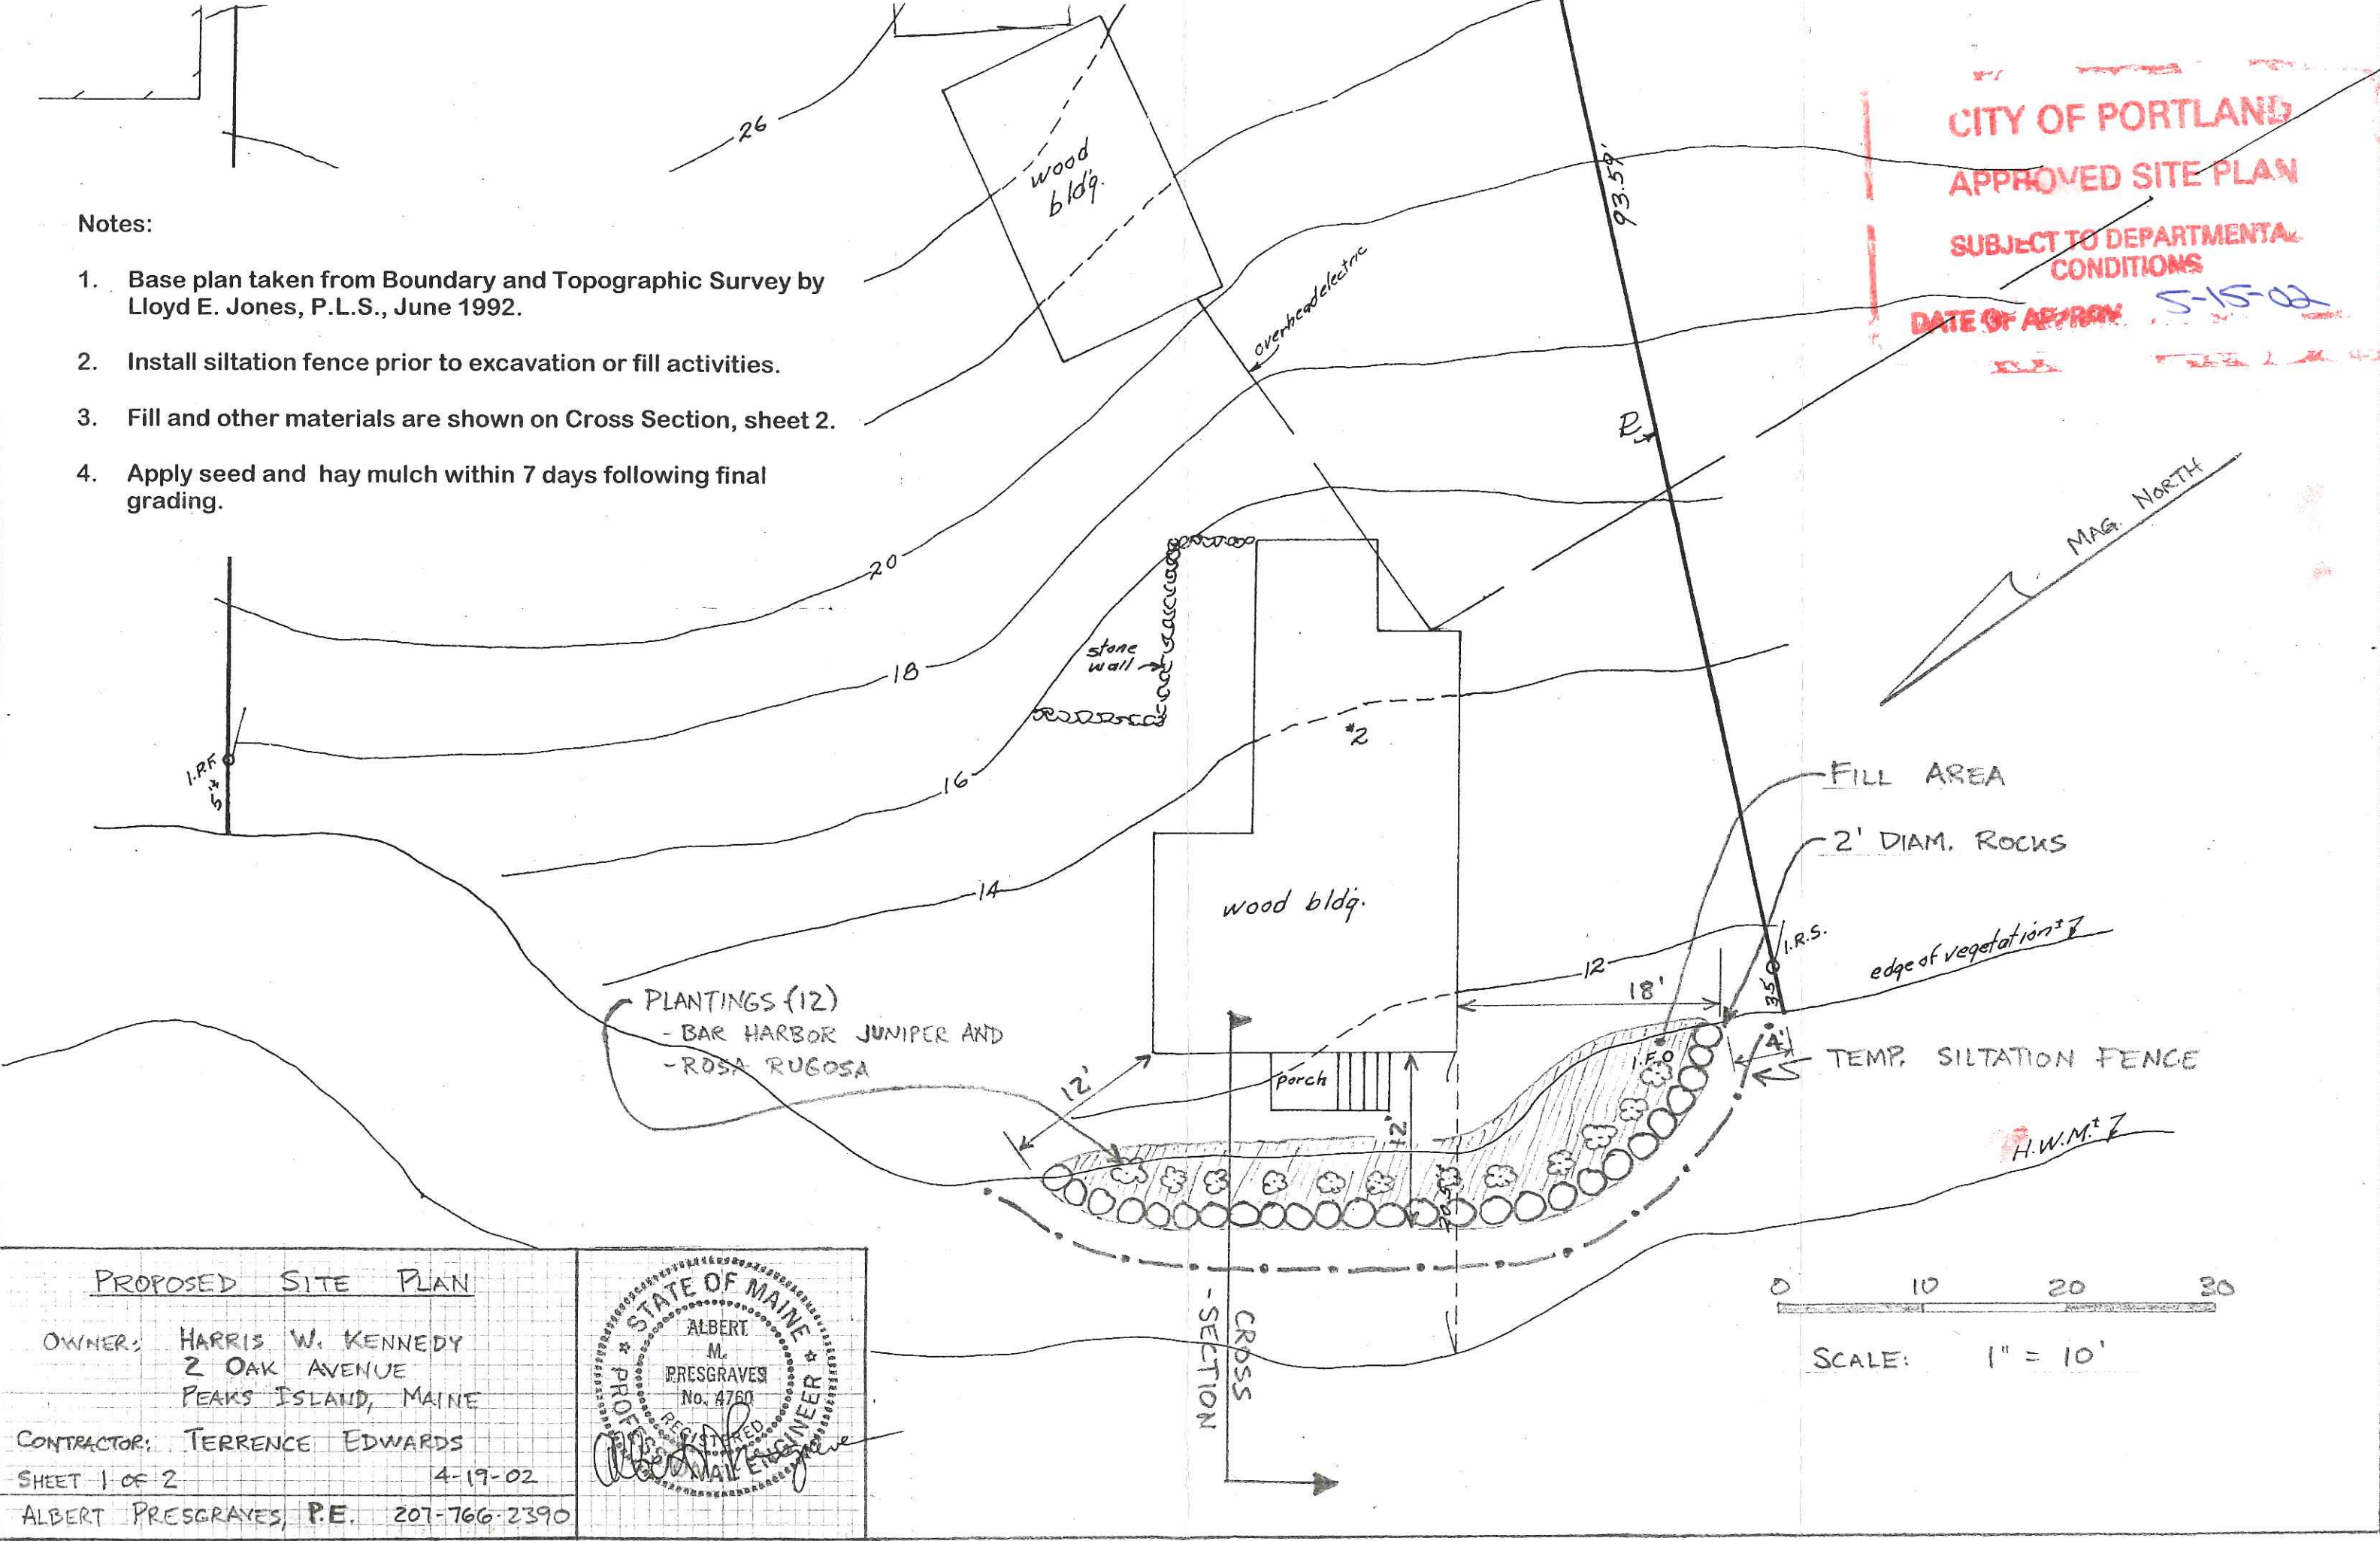 26
wood
bldg.
93.59'
CITY OF PORTLAND
APPROVED SITE PLAN
SUBJECT TO DEPARTMENTAL
CONDITIONS
5-15-02
Notes:
1. Base plan taken from Boundary and Topographic Survey by
Lloyd E. Jones, P.L.S., June 1992.
2. Install siltation fence prior to excavation or fill activities.
3. Fill and other materials are shown on Cross Section, sheet 2.
4. Apply seed and hay mulch within 7 days following final
grading.
overhead electric
MAG. NORTH
20
stone
wall
18
#2
I.P.F.
5'±
16
FILL AREA
2' DIAM. ROCKS
14
wood bldg.
12
I.R.S.
edge of vegetation±
18'
35
PLANTINGS (12)
- BAR HARBOR JUNIPER AND
- ROSA RUGOSA
12'
porch
12'
4'
TEMP. SILTATION FENCE
H.W.M.±
CROSS
-SECTION
0 10 20 30
SCALE: 1" = 10'
PROPOSED SITE PLAN
OWNER: HARRIS W. KENNEDY
2 OAK AVENUE
PEAKS ISLAND, MAINE
CONTRACTOR: TERRENCE EDWARDS
SHEET 1 OF 2 4-19-02
ALBERT PRESGRAVES, P.E. 207-766-2390
STATE OF MAINE
ALBERT
M.
PRESGRAVES
No. 4760
REGISTERED
PROFESSIONAL ENGINEER